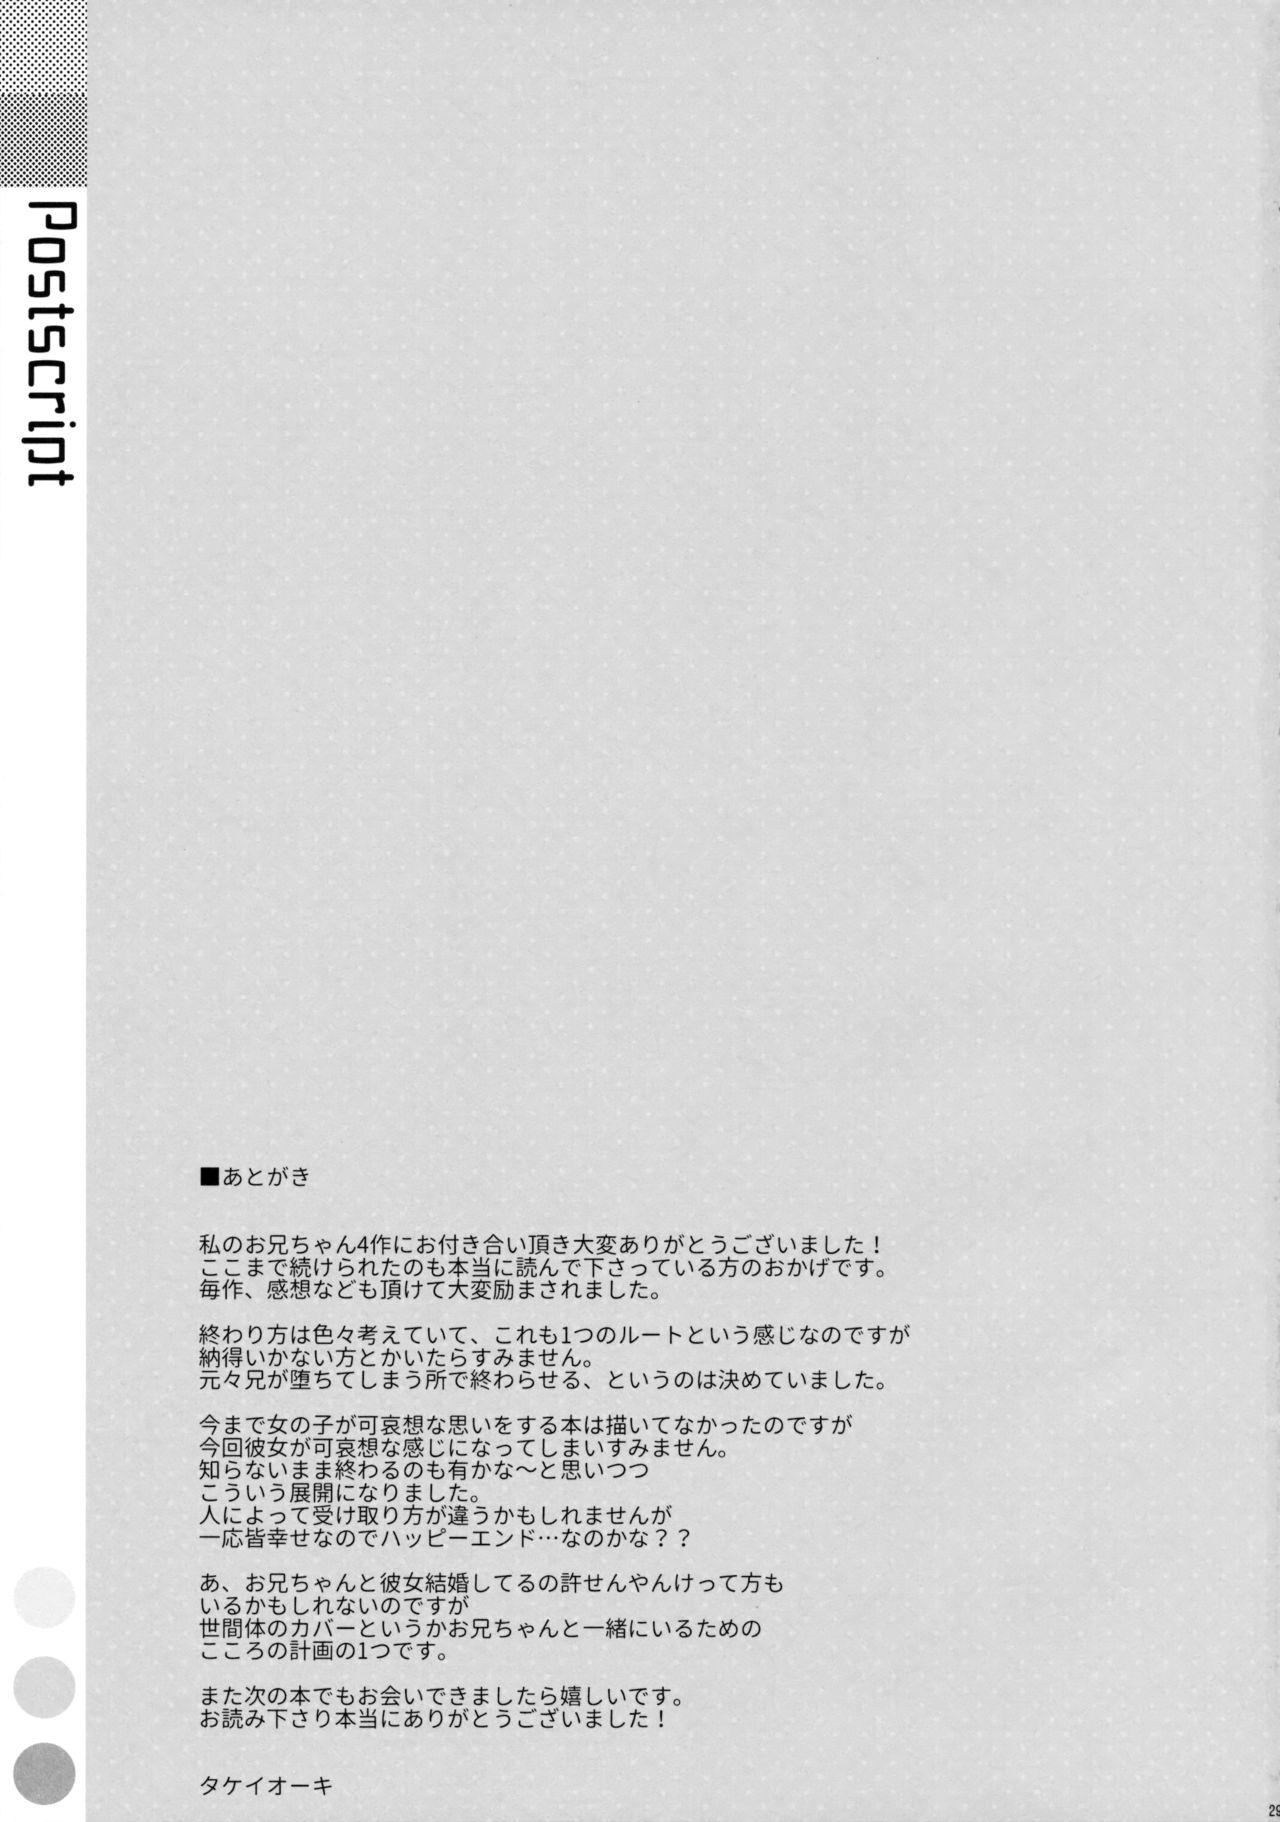 Postscript
■あとがき
私のお兄ちゃん4作にお付き合い頂き大変ありがとうございました！
ここまで続けられたのも本当に読んで下さっている方のおかげです。
毎作、感想なども頂けて大変励まされました。
終わり方は色々考えていて、これも1つのルートという感じなのですが
納得いかない方とかいたらすみません。
元々兄が堕ちてしまう所で終わらせる、というのは決めていました。
今まで女の子が可哀想な思いをする本は描いてなかったのですが
今回彼女が可哀想な感じになってしまいすみません。
知らないまま終わるのも有かな～と思いつつ
こういう展開になりました。
人によって受け取り方が違うかもしれませんが
一応皆幸せなのでハッピーエンド…なのかな？？
あ、お兄ちゃんと彼女結婚してるの許せんやんけって方も
いるかもしれないのですが
世間体のカバーというかお兄ちゃんと一緒にいるための
こころの計画の1つです。
また次の本でもお会いできましたら嬉しいです。
お読み下さり本当にありがとうございました！
タケイオーキ
29